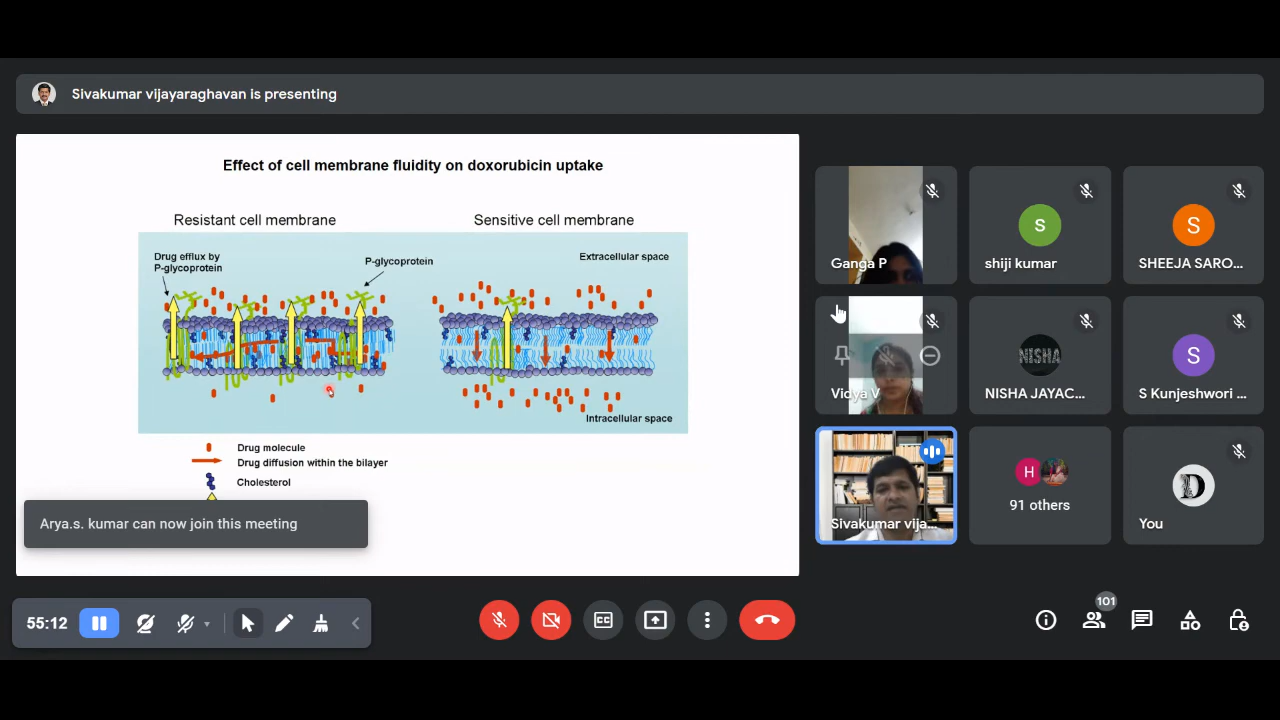 Sivakumar vijayaraghavan is presenting
Effect of cell membrane fluidity on doxorubicin uptake
Resistant cell membrane
Sensitive cell membrane
Drug efflux by
P-glycoprotein
P-glycoprotein
Extracellular space
Intracellular space
Drug molecule
Drug diffusion within the bilayer
Cholesterol
Arya.s. kumar can now join this meeting
Ganga P
s
shiji kumar
S
SHEEJA SARO...
Vidya V
NISHA
NISHA JAYAC...
S
S Kunjeshwori ...
Sivakumar vija...
H
91 others
D
You
55:12
CC
101